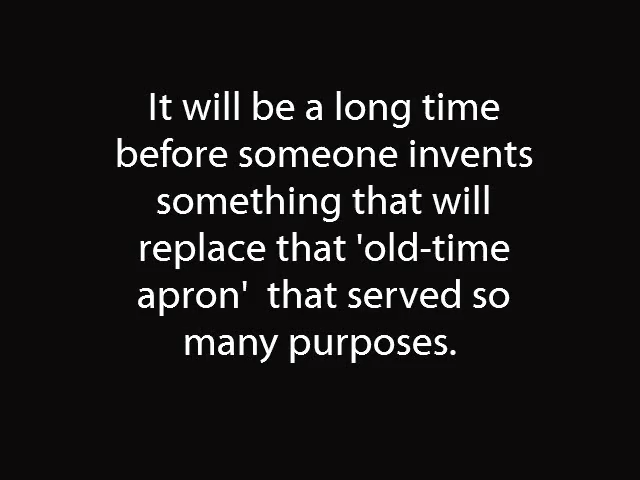 It will be a long time
before someone invents
something that will
replace that 'old-time
apron'  that served so
many purposes.